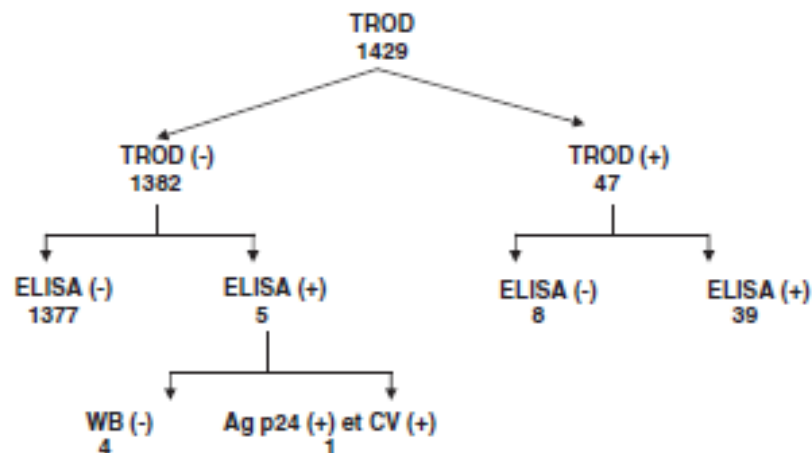 TROD
1429
TROD (-)
TROD (+)
1382
47
ELISA (-)
ELISA (+)
ELISA (-)
ELISA (+)
1377
5
8
39
WB (-)
Ag p24 (+) et CV (+)
4
1